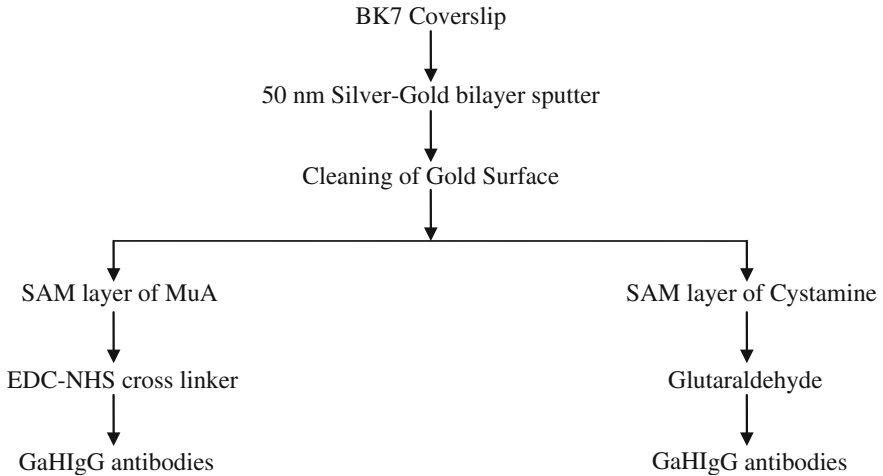 BK7 Coverslip
50 nm Silver-Gold bilayer sputter
Cleaning of Gold Surface
SAM layer of MuA
SAM layer of Cystamine
EDC-NHS cross linker
Glutaraldehyde
GaHIgG antibodies
GaHIgG antibodies